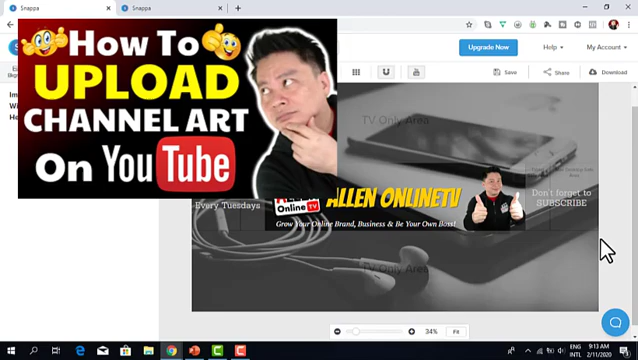 Snappa
Snappa
Upgrade Now
Help
My Account
Save
Share
Download
How To
UPLOAD
CHANNEL ART
On YouTube
TV Only Area
ALLEN ONLINETV
Online TV
Every Tuesdays
Don't forget to
SUBSCRIBE
Grow Your Online Brand, Business & Be Your Own Boss!
TV Only Area
34%
Fit
ENG
INTL
9:13 AM
2/11/2020